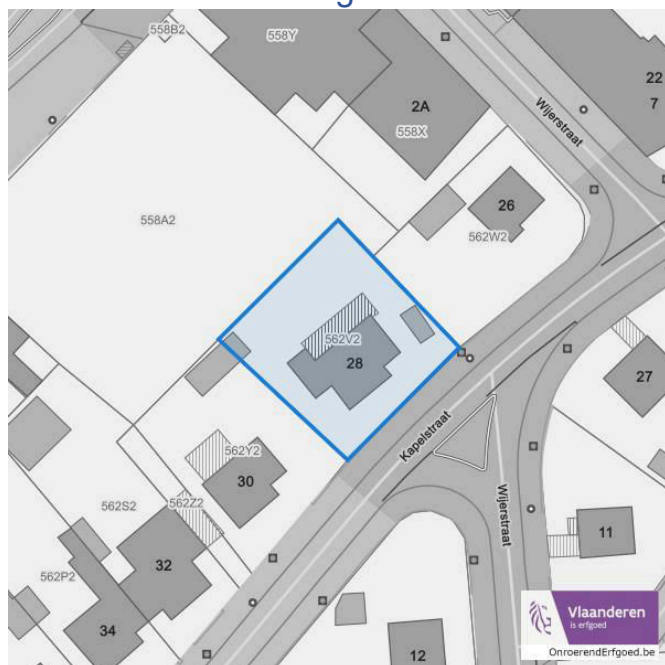 558B2
558Y
22
7
2A
558X
Wijerstraat
26
562W2
558A2
562V2
28
27
Kapelstraat
562Y2
30
562Z2
562S2
Wijerstraat
11
32
562P2
34
12
Vlaanderen
is erfgoed
OnroerendErfgoed.be